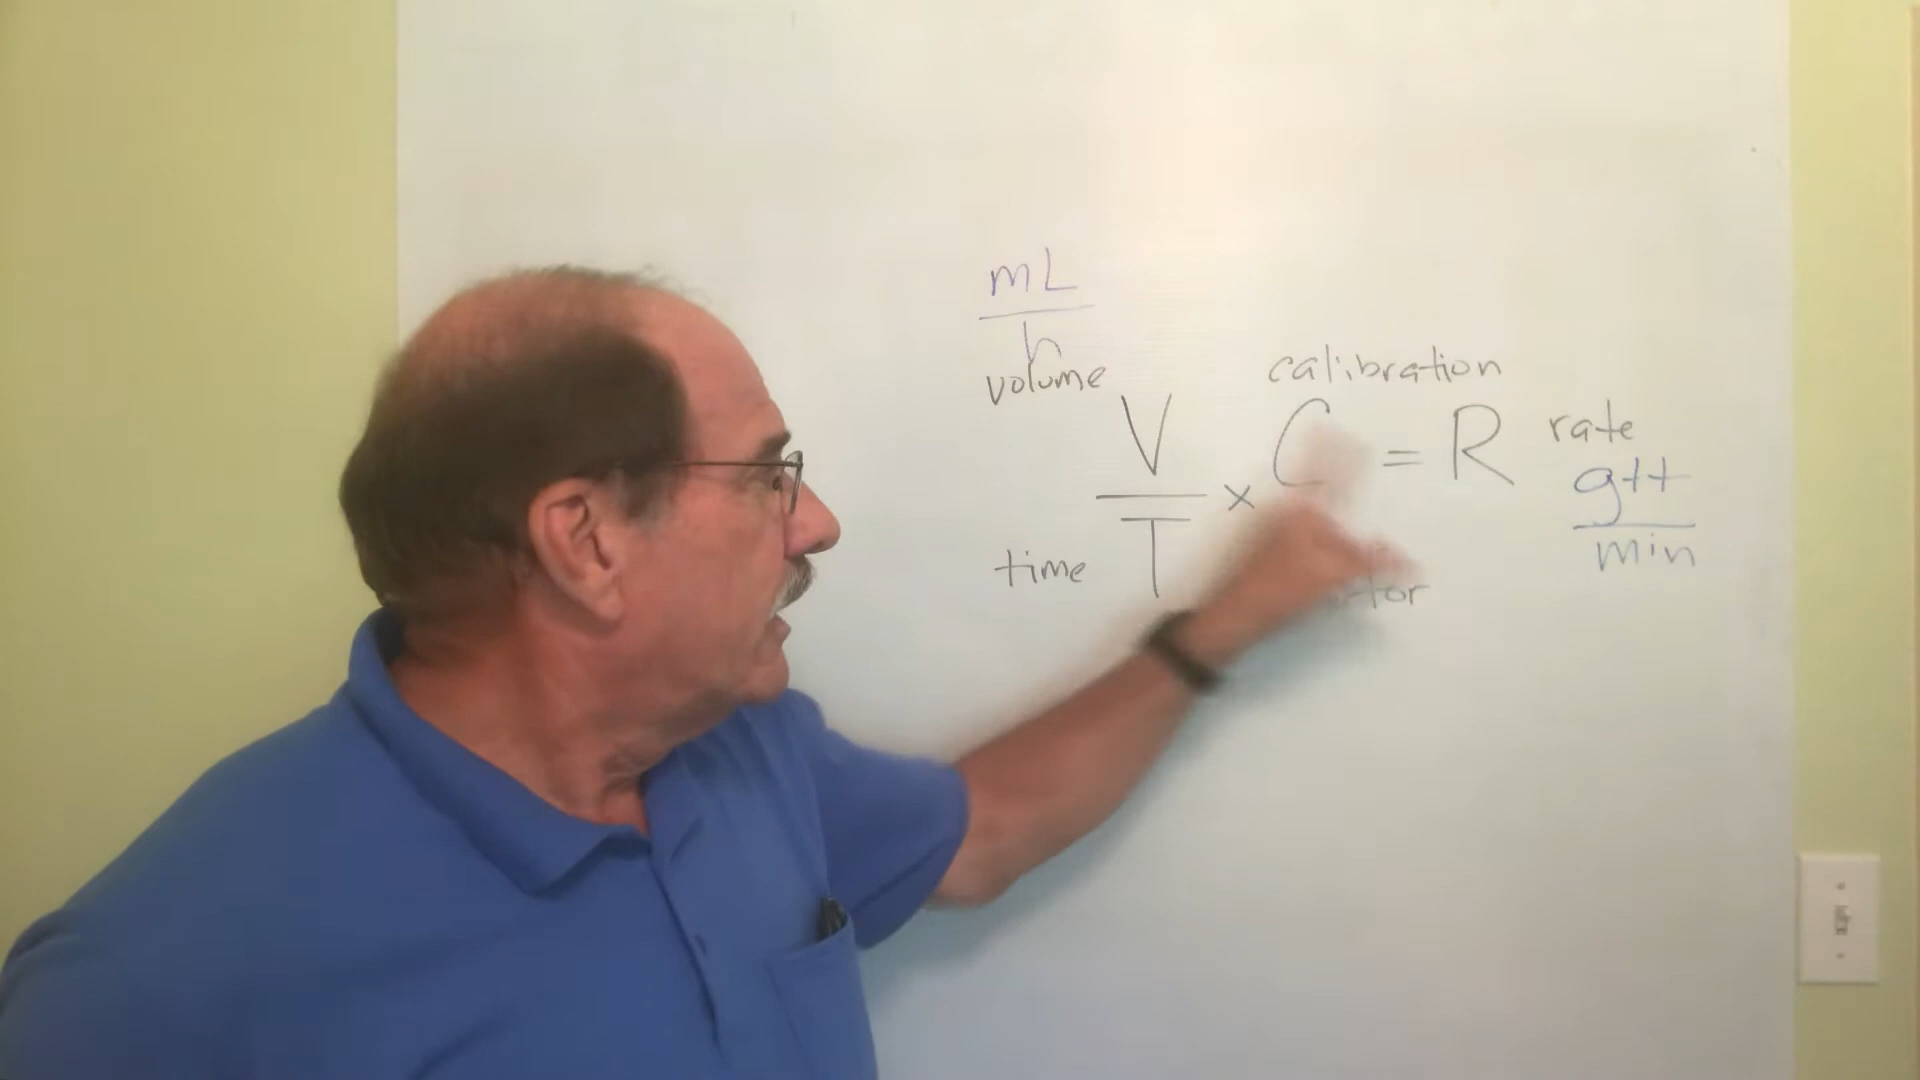 mL
h
volume
calibration
V
T
× C = R
rate
gtt
min
time